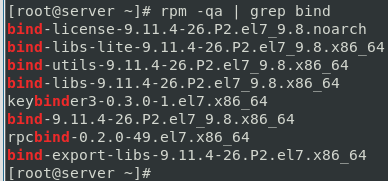 [root@server ~]# rpm -qa | grep bind
bind-license-9.11.4-26.P2.el7_9.8.noarch
bind-libs-lite-9.11.4-26.P2.el7_9.8.x86_64
bind-utils-9.11.4-26.P2.el7_9.8.x86_64
bind-libs-9.11.4-26.P2.el7_9.8.x86_64
keybinder3-0.3.0-1.el7.x86_64
bind-9.11.4-26.P2.el7_9.8.x86_64
rpcbind-0.2.0-49.el7.x86_64
bind-export-libs-9.11.4-26.P2.el7.x86_64
[root@server ~]#